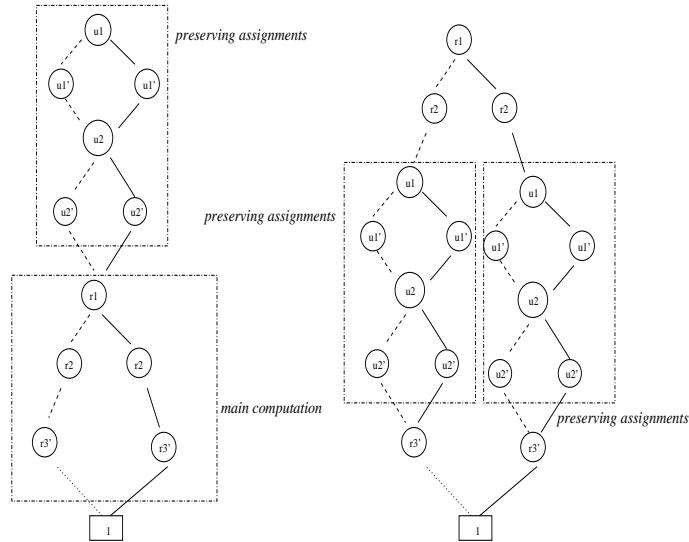 u1
preserving assignments
u1'
u1'
u2
u2'
u2'
r1
r2
r2
main computation
r3'
r3'
1
r1
r2
r2
preserving assignments
u1
u1'
u1'
u2
u2'
u2'
u1
u1'
u1'
u2
u2'
u2'
preserving assignments
r3'
r3'
1